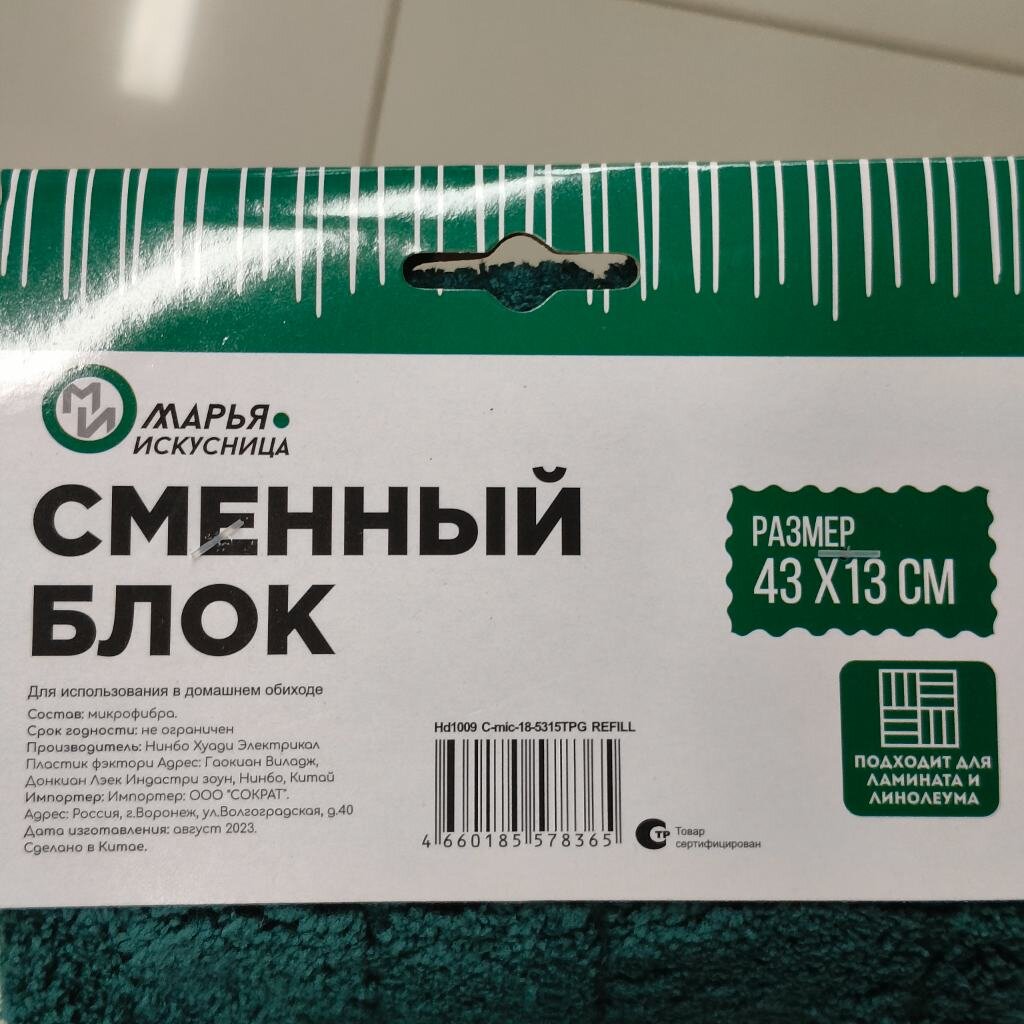 МИ
МАРЬЯ
ИСКУСНИЦА
СМЕННЫЙ
БЛОК
РАЗМЕР
43 X13 СМ
ПОДХОДИТ ДЛЯ
ЛАМИНАТА И
ЛИНОЛЕУМА
Для использования в домашнем обиходе
Состав: микрофибра.
Срок годности: не ограничен
Производитель: Нинбо Хуади Электрикал
Пластик фэктори Адрес: Гаокиан Виладж,
Донкиан Лэек Индастри зоун, Нинбо, Китай
Импортер: Импортер: ООО "СОКРАТ".
Адрес: Россия, г.Воронеж, ул.Волгоградская, д.40
Дата изготовления: август 2023.
Сделано в Китае.
Hd1009 C-mic-18-5315TPG REFILL
4 660185 578365
СТР
Товар
сертифицирован